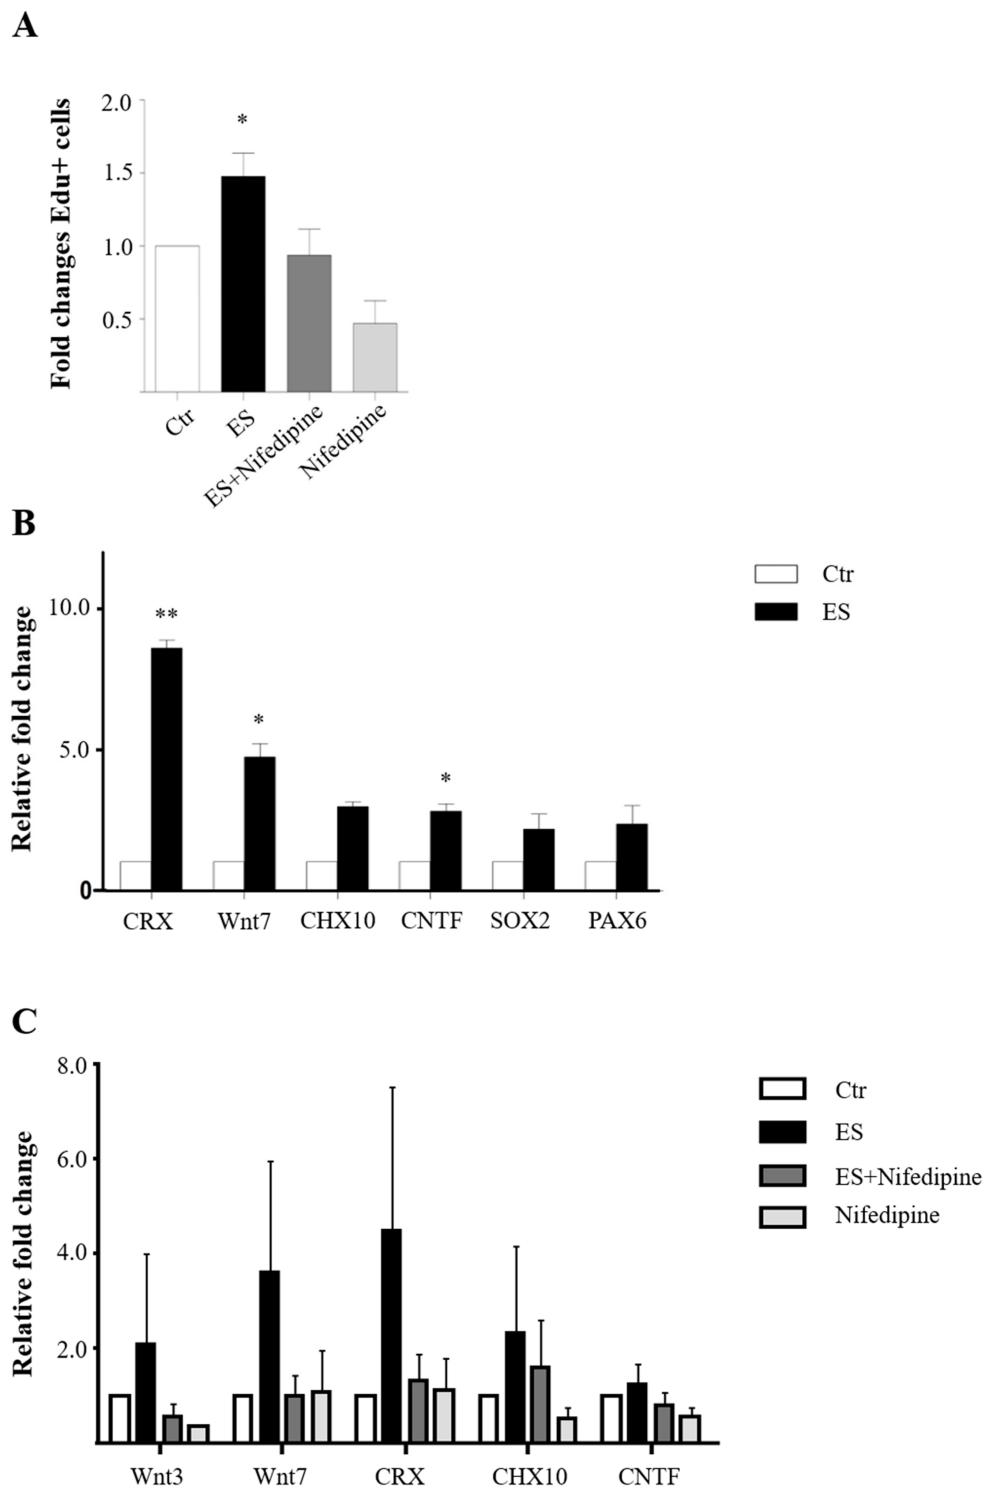 A
Fold changes Edu+ cells
2.0
1.5
1.0
0.5
*
Ctr
ES
ES+Nifedipine
Nifedipine
B
Relative fold change
10.0
5.0
0
**
*
*
CRX
Wnt7
CHX10
CNTF
SOX2
PAX6
Ctr
ES
C
Relative fold change
8.0
6.0
4.0
2.0
Wnt3
Wnt7
CRX
CHX10
CNTF
Ctr
ES
ES+Nifedipine
Nifedipine